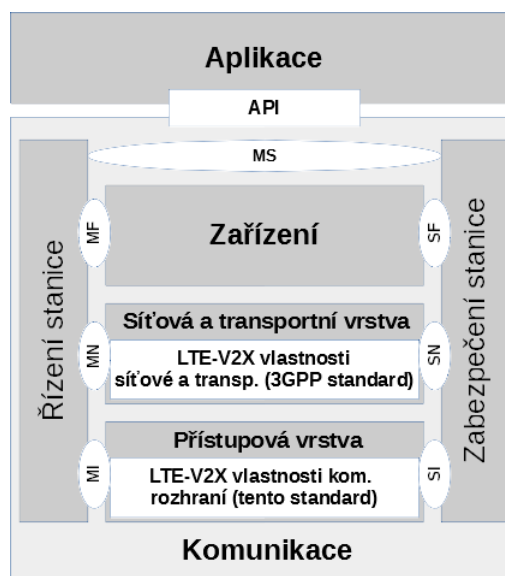 Aplikace
API
MS
Řízení stanice
MF
Zařízení
SF
Zabezpečení stanice
Síťová a transportní vrstva
MN
LTE-V2X vlastnosti
síťové a transp. (3GPP standard)
SN
Přístupová vrstva
MI
LTE-V2X vlastnosti kom.
rozhraní (tento standard)
SI
Komunikace